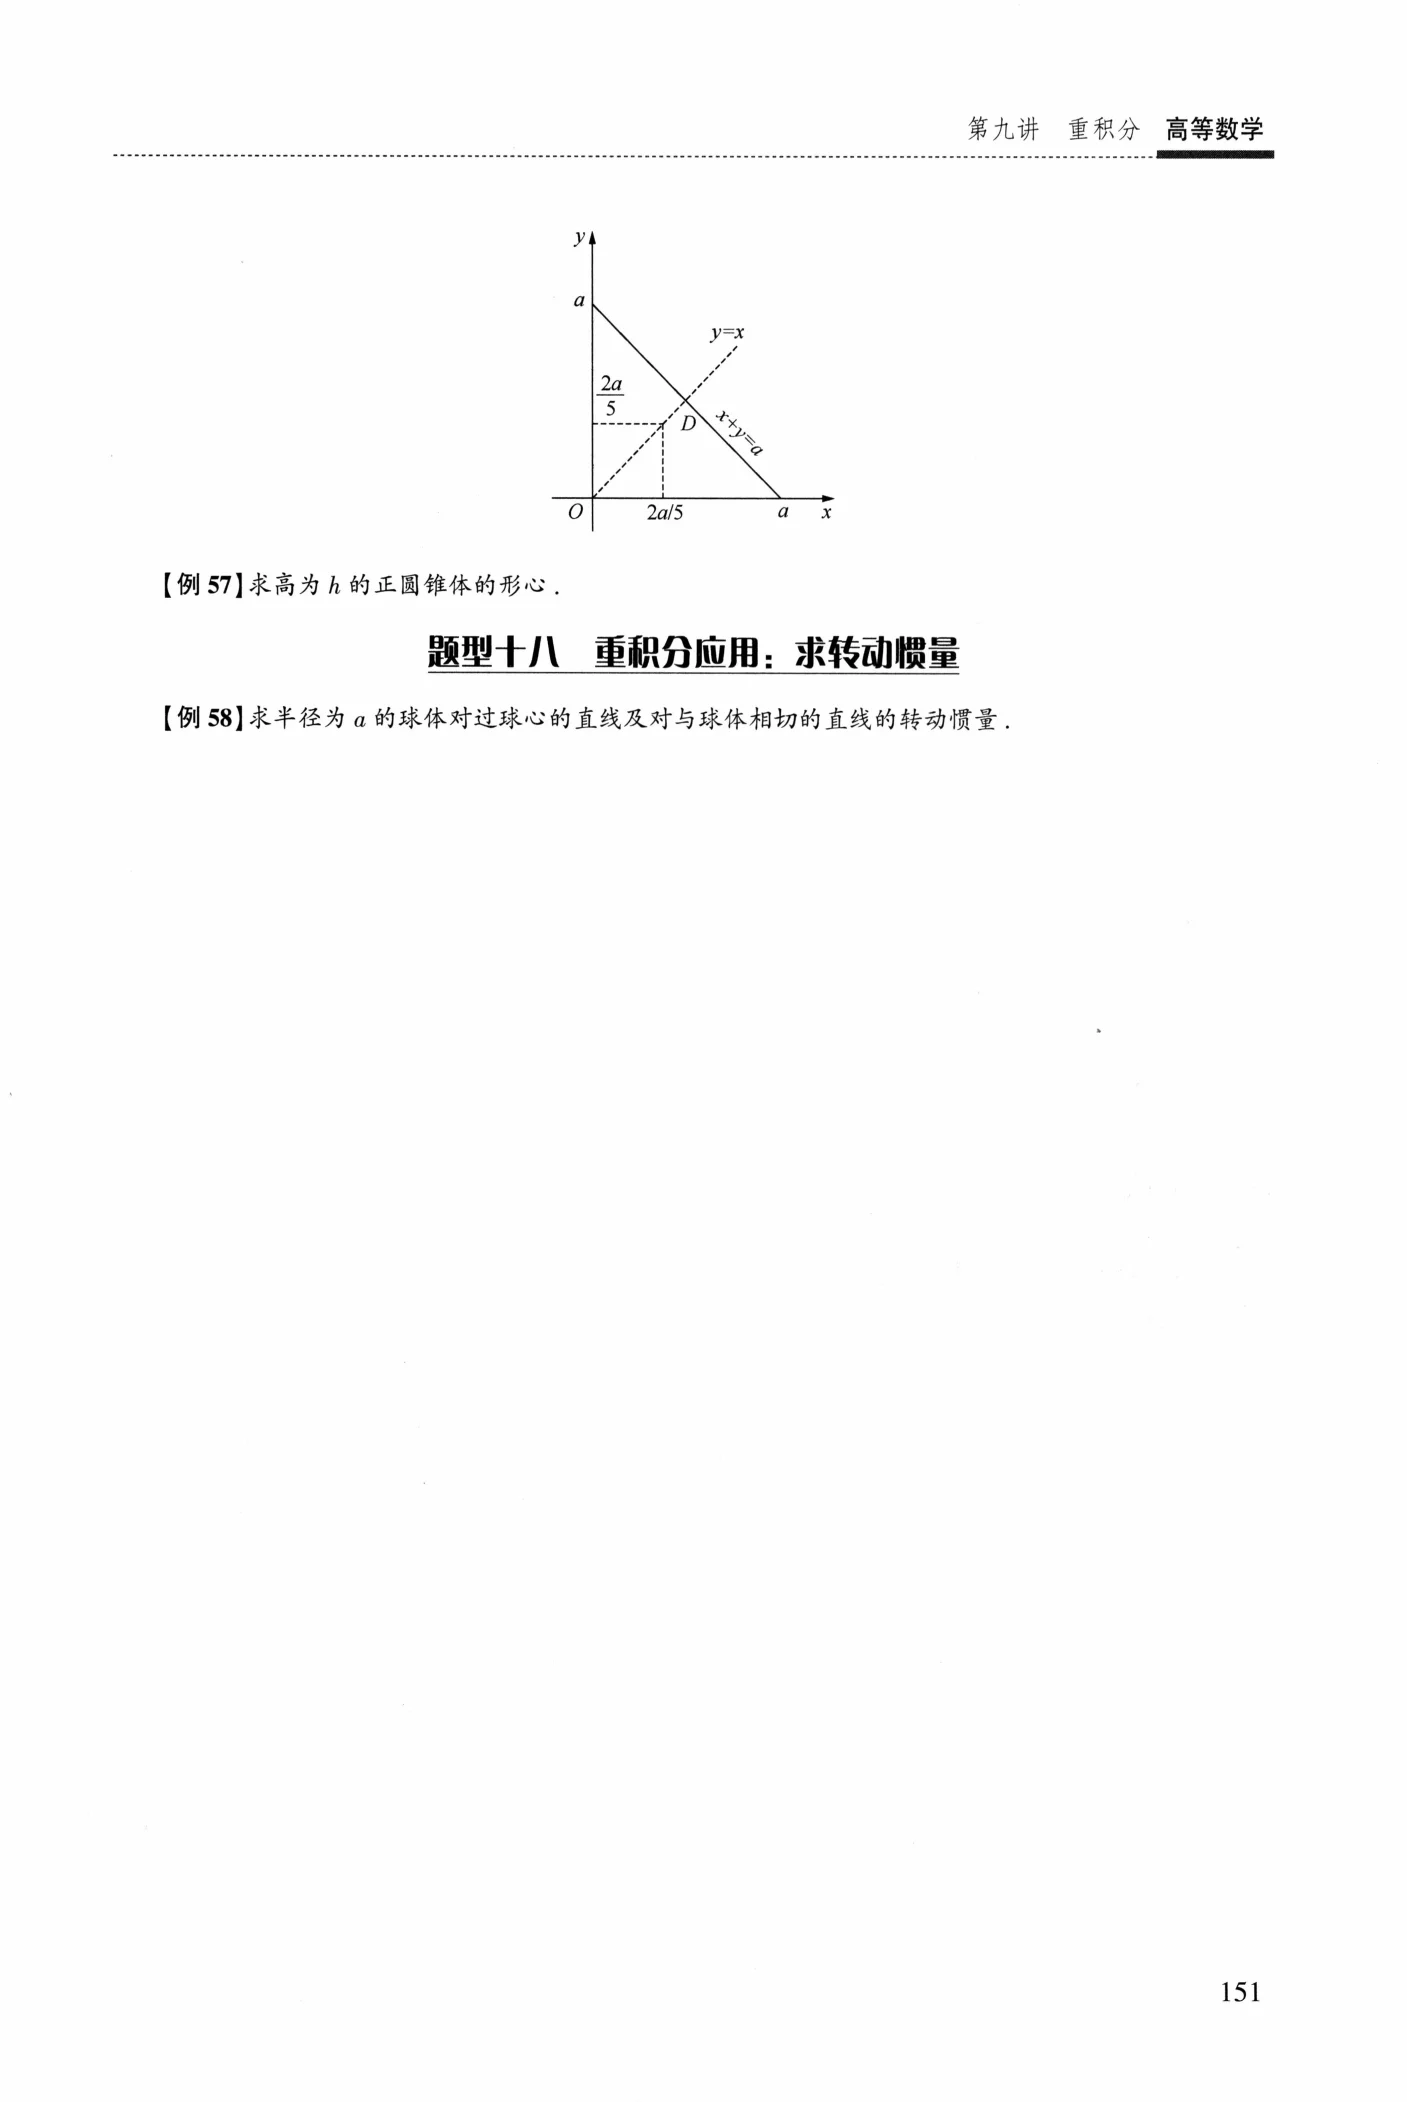 第九讲 重积分 高等数学
y
a
y=x
2a
5
D
x+y=a
O
2a/5
a
x
【例 57】求高为 h 的正圆锥体的形心.
题型十八 重积分应用：求转动惯量
【例 58】求半径为 a 的球体对过球心的直线及对与球体相切的直线的转动惯量.
151